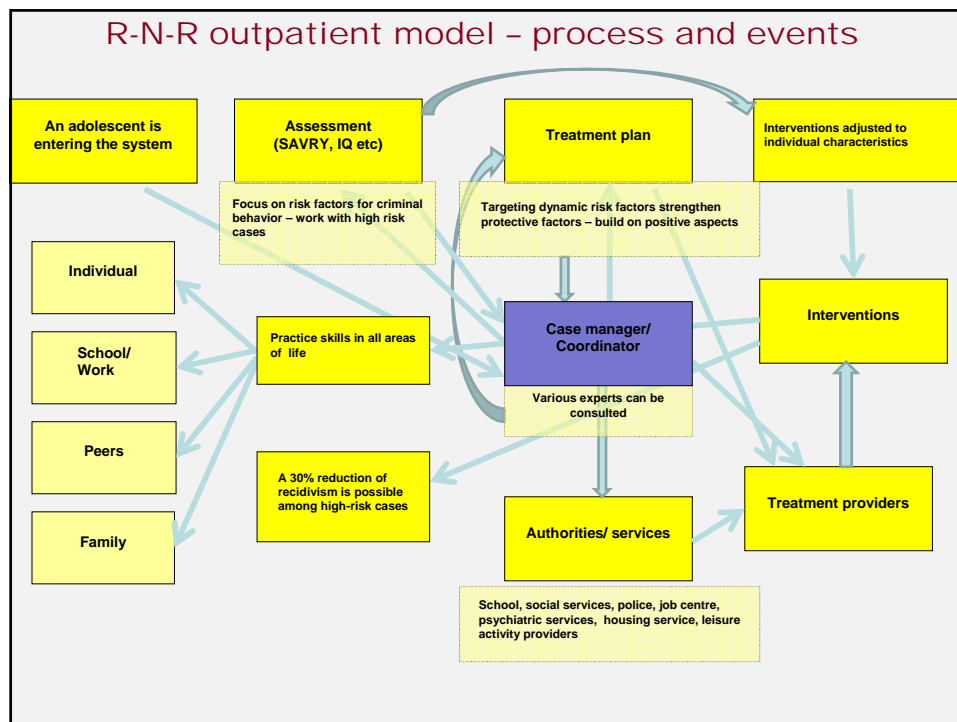 R-N-R outpatient model – process and events
An adolescent is
entering the system
Assessment
(SAVRY, IQ etc)
Treatment plan
Interventions adjusted to
individual characteristics
Focus on risk factors for criminal
behavior – work with high risk
cases
Targeting dynamic risk factors strengthen
protective factors – build on positive aspects
Individual
School/
Work
Peers
Family
Practice skills in all areas
of life
A 30% reduction of
recidivism is possible
among high-risk cases
Case manager/
Coordinator
Various experts can be
consulted
Interventions
Authorities/ services
Treatment providers
School, social services, police, job centre,
psychiatric services, housing service, leisure
activity providers